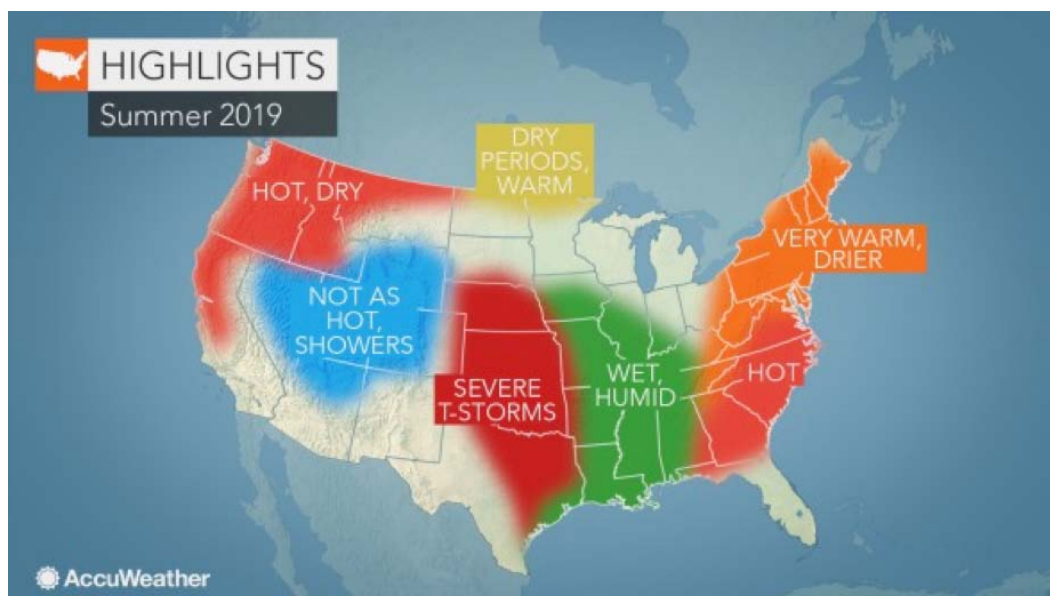 HIGHLIGHTS
Summer 2019
DRY
PERIODS,
WARM
HOT, DRY
VERY WARM,
DRIER
NOT AS
HOT,
SHOWERS
SEVERE
T-STORMS
WET,
HUMID
HOT
AccuWeather